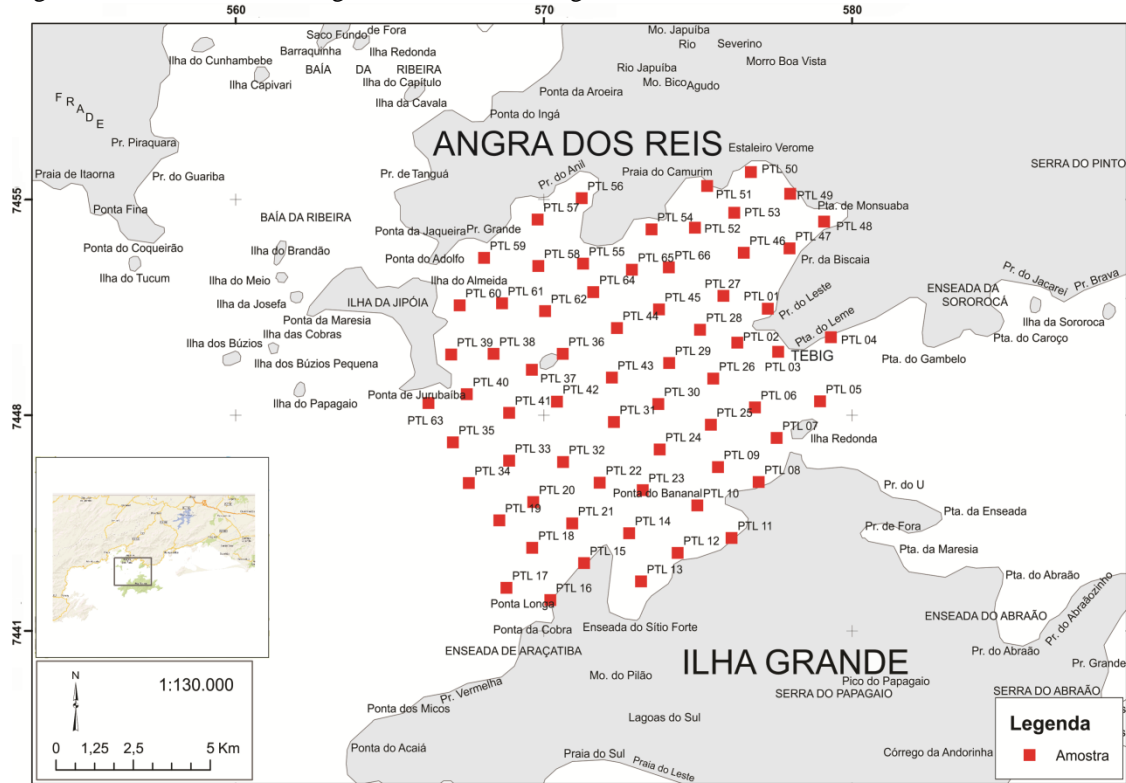 560 570 580
Saco Fundo de Fora
Mo. Japuíba
Barraquinha Ilha Redonda
Rio Severino
Ilha do Cunhambebe
BAÍA DA RIBEIRA
Rio Japuíba
Morro Boa Vista
Ilha Capivari
Ilha do Capítulo
Mo. Bico
Agudo
Ilha da Cavala
Ponta da Aroeira
FRADE
Ponta do Ingá
Pr. Piraquara
ANGRA DOS REIS
Estaleiro Verome
SERRA DO PINTO
Praia de Itaorna
Pr. do Guariba
Pr. de Tanguá
Pr. do Anil
PTL 56
Praia do Camurim
PTL 51
PTL 50
PTL 49
7455
Ponta Fina
BAÍA DA RIBEIRA
PTL 57
PTL 54
PTL 52
PTL 53
Pta. de Monsuaba
PTL 48
Ponta do Coqueirão
Ponta da Jaqueira
Pr. Grande
PTL 59
PTL 58
PTL 55
PTL 65
PTL 66
PTL 46
PTL 47
Ilha do Brandão
Ponto do Adolfo
Pr. da Biscaia
Ilha do Tucum
Ilha do Meio
Ilha do Almeida
PTL 60
PTL 61
PTL 62
PTL 64
PTL 45
PTL 27
PTL 01
Pr. do Leste
Pr. do Jacareí
Pr. Brava
ENSEADA DA
SOROROCÁ
Ilha da Josefa
ILHA DA JIPÓIA
Ponta da Maresia
Ilha da Sororoca
Ilha das Cobras
PTL 44
PTL 28
PTL 02
Pta. do Leme
PTL 04
Pta. do Caroço
Ilha dos Búzios
Ilha dos Búzios Pequena
PTL 39
PTL 38
PTL 36
PTL 29
TEBIG
PTL 03
Pta. do Gambelo
PTL 37
PTL 43
PTL 26
Ilha do Papagaio
Ponta de Jurubaíba
PTL 40
PTL 42
PTL 30
PTL 06
PTL 05
7448
PTL 63
PTL 41
PTL 31
PTL 25
PTL 07
Ilha Redonda
PTL 35
PTL 33
PTL 32
PTL 24
PTL 09
PTL 34
PTL 22
PTL 23
PTL 08
Pr. do U
Ponta do Bananal
PTL 20
PTL 10
Pta. da Enseada
PTL 19
PTL 21
PTL 14
PTL 11
Pr. de Fora
PTL 18
PTL 12
Pta. da Maresia
PTL 15
PTL 13
PTL 17
PTL 16
Pta. do Abraão
Ponta Longa
Pr. do Abraãozinho
ENSEADA DO ABRAÃO
7441
Ponta da Cobra
Enseada do Sítio Forte
ENSEADA DE ARAÇATIBA
ILHA GRANDE
Pr. do Abraão
Pr. Grande
Mo. do Pilão
Pico do Papagaio
SERRA DO PAPAGAIO
SERRA DO ABRAÃO
Pr. Vermelha
Ponta dos Micos
Lagoas do Sul
Ponta do Acaiá
Praia do Sul
Praia do Leste
Córrego da Andorinha
N
1:130.000
0 1,25 2,5 5 Km
Legenda
Amostra